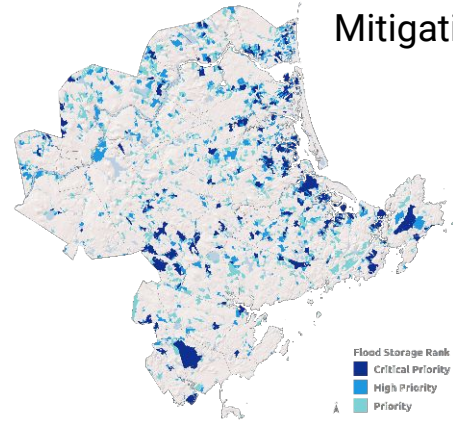 Mitigati
Flood Storage Rank
Critical Priority
High Priority
Priority